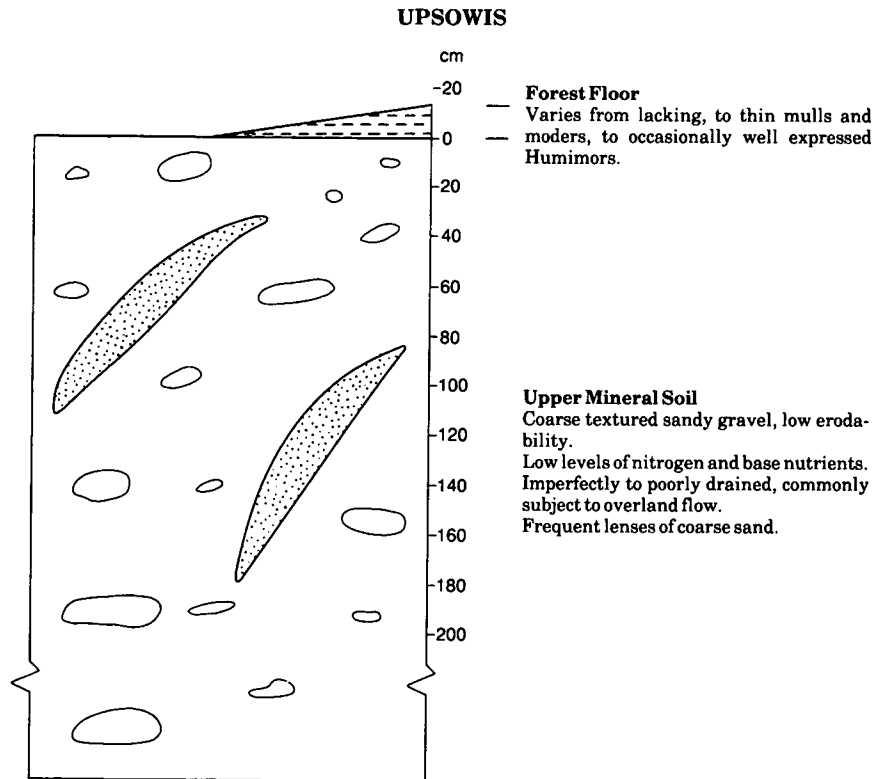 UPSOWIS
cm
-20
Forest Floor
Varies from lacking, to thin mulls and
0
moders, to occasionally well expressed
Humimors.
-20
-40
-60
-80
-100
Upper Mineral Soil
Coarse textured sandy gravel, low eroda-
-120
bility.
Low levels of nitrogen and base nutrients.
-140
Imperfectly to poorly drained, commonly
subject to overland flow.
-160
Frequent lenses of coarse sand.
-180
-200